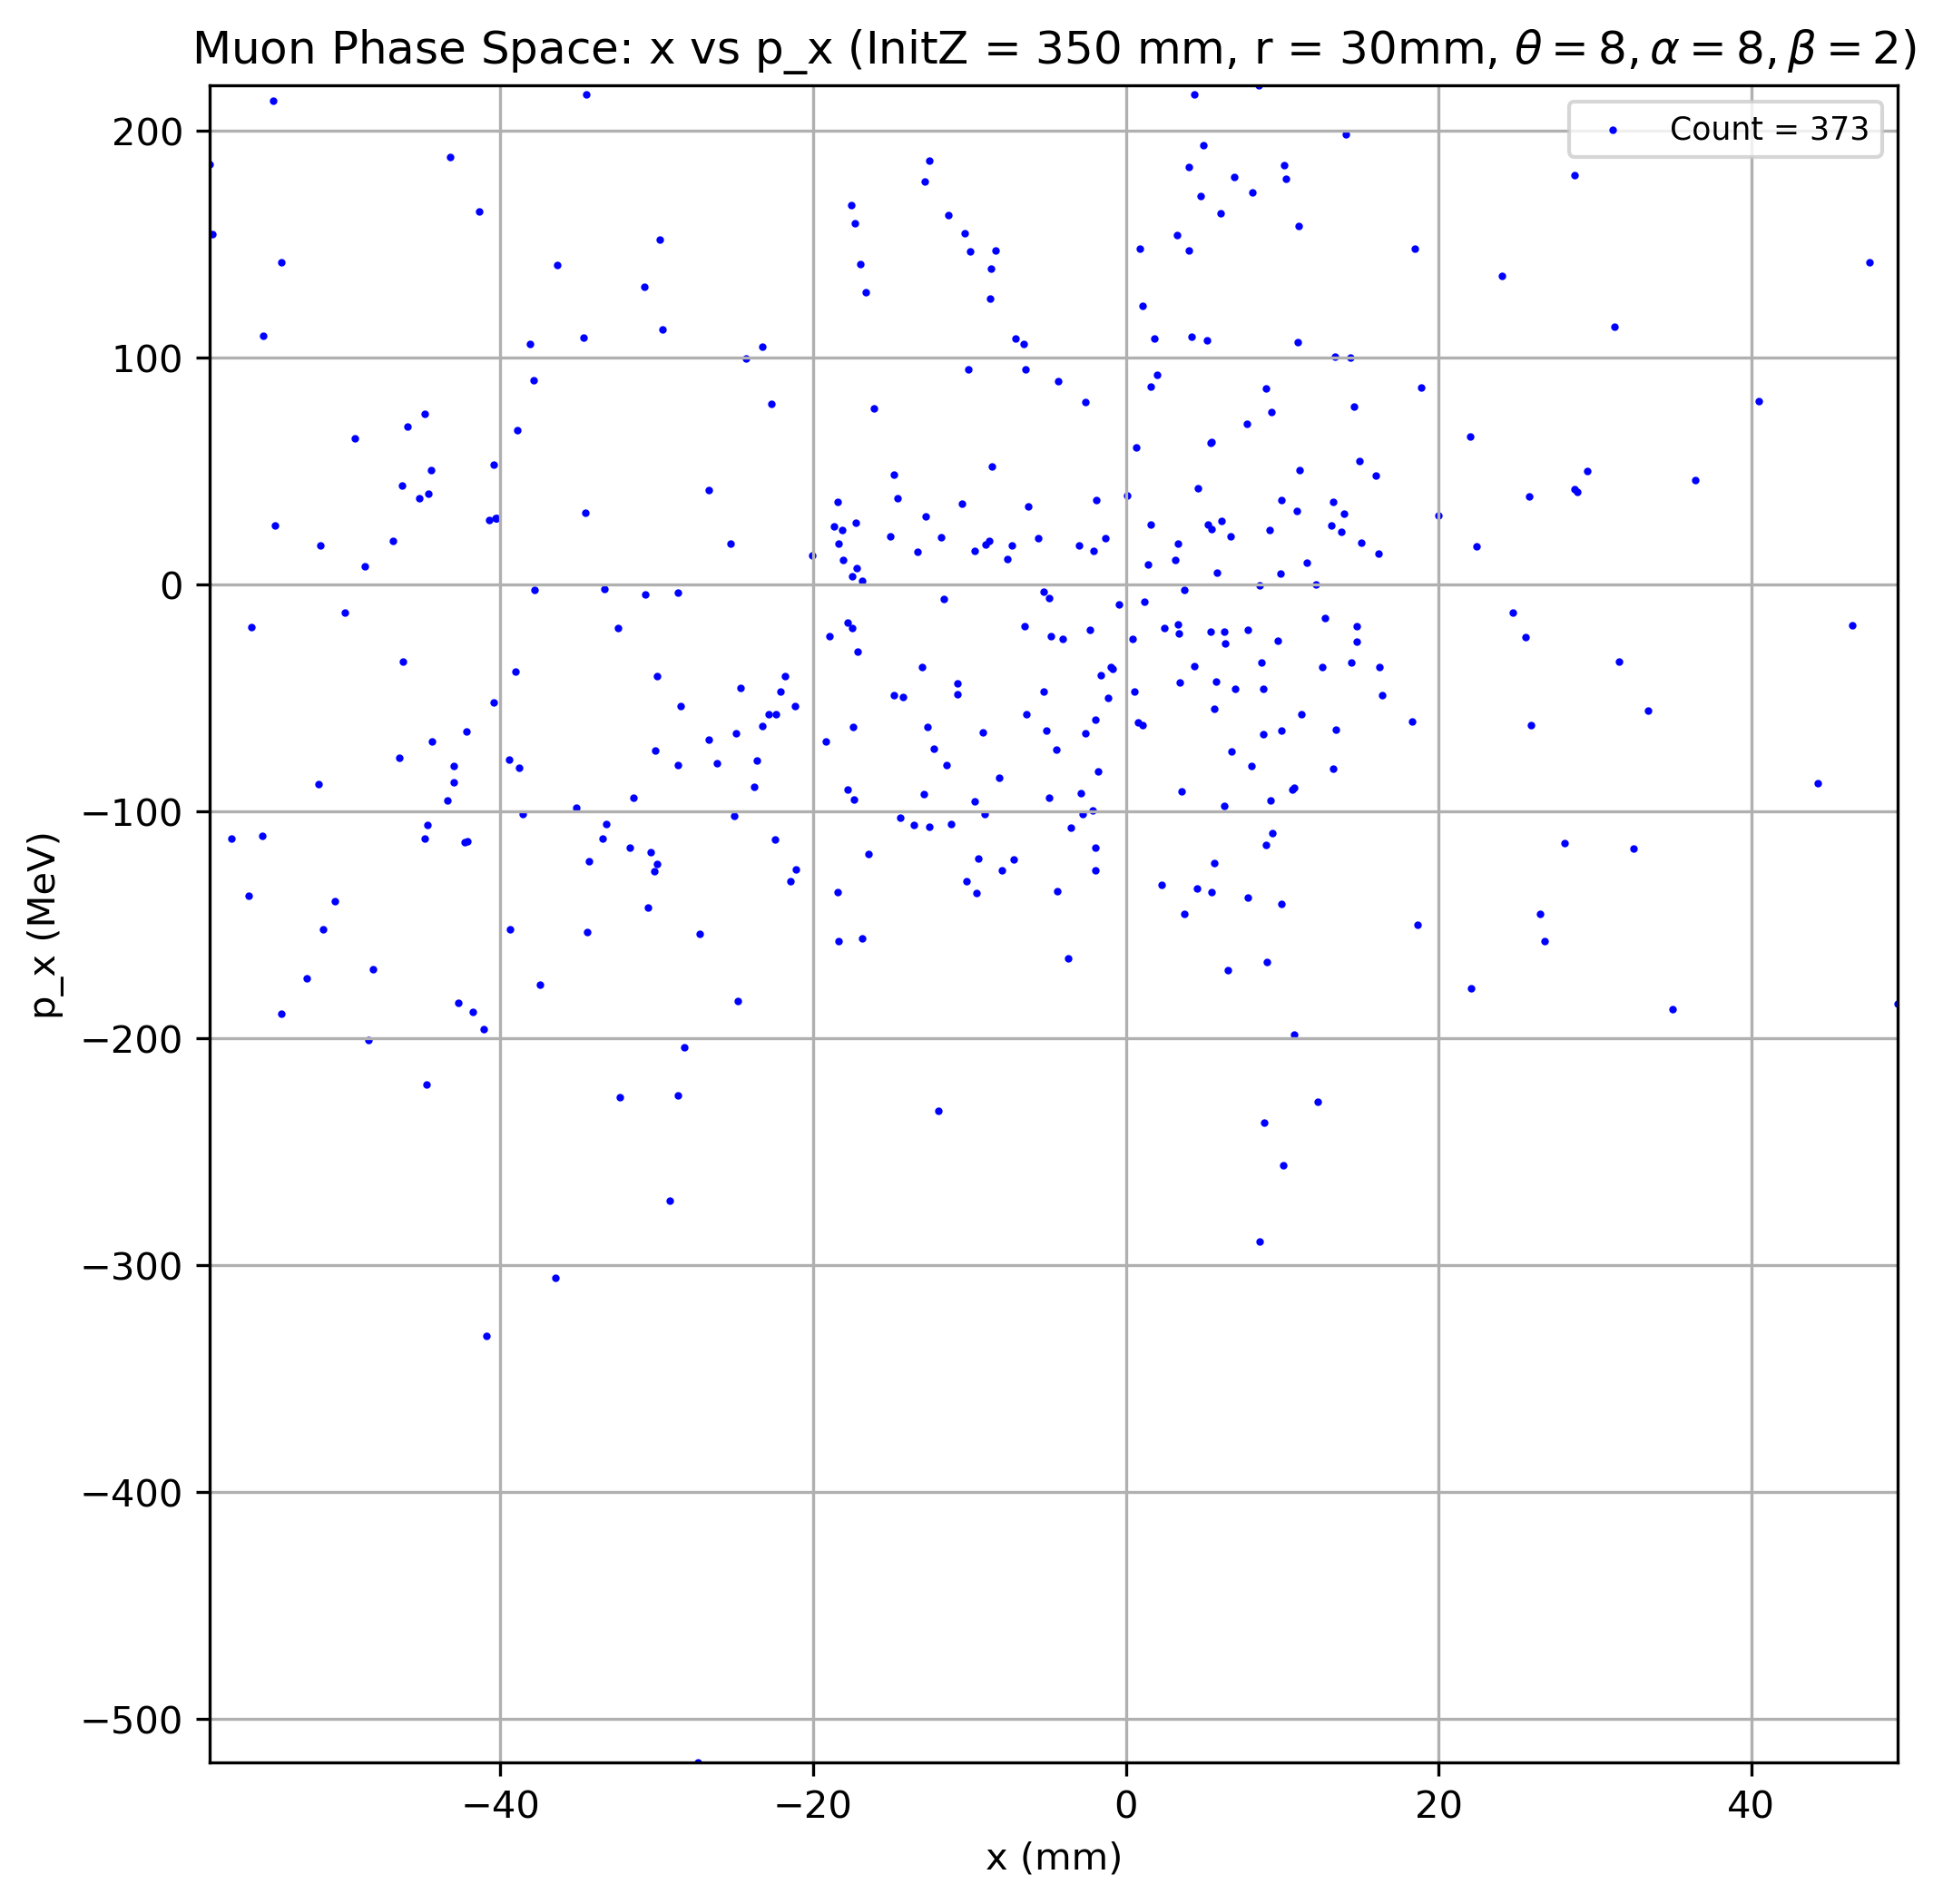 Muon Phase Space: x vs p_x (InitZ = 350 mm, r = 30mm, θ = 8, α = 8, β = 2)
Count = 373
200
100
0
−100
−200
−300
−400
−500
p_x (MeV)
−40 −20 0 20 40
x (mm)